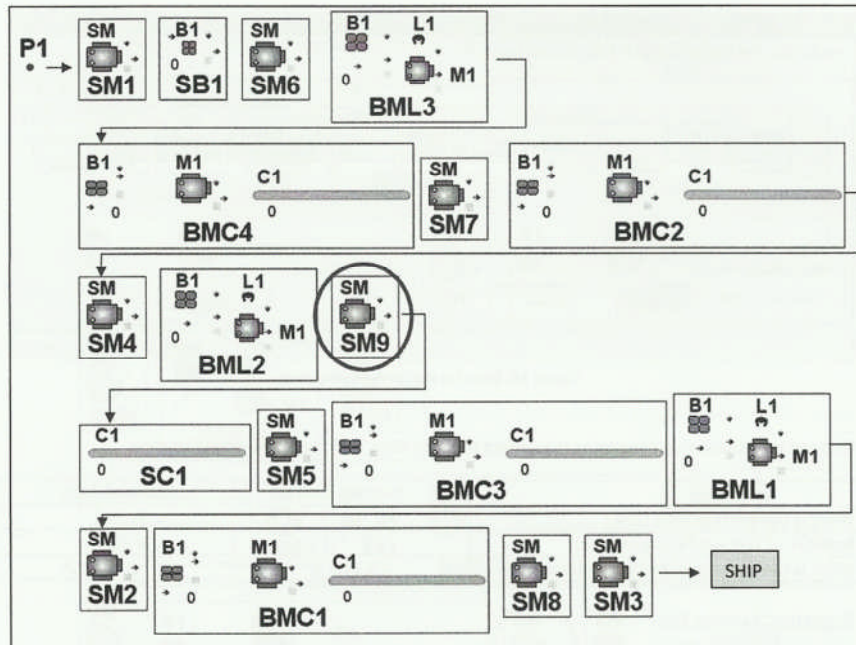 P1
SM
SM1
B1
0
SB1
SM
SM6
B1
L1
0
M1
BML3
B1
0
M1
C1
0
BMC4
SM
SM7
B1
0
M1
C1
0
BMC2
SM
SM4
B1
L1
0
M1
BML2
SM
SM9
C1
0
SC1
SM
SM5
B1
0
M1
C1
0
BMC3
B1
L1
0
M1
BML1
SM
SM2
B1
0
M1
C1
0
BMC1
SM
SM8
SM
SM3
SHIP